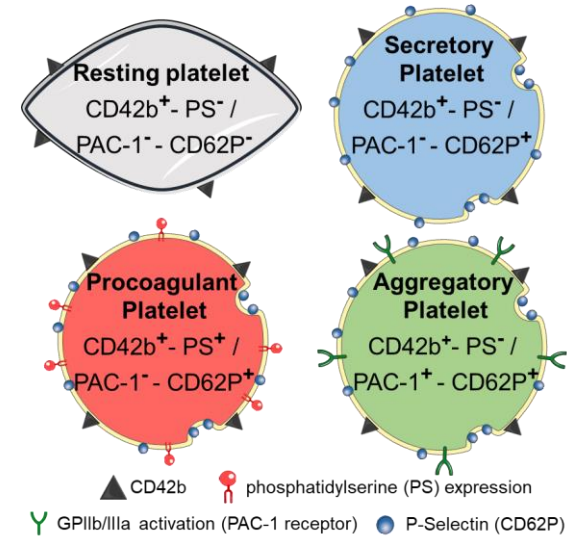 Resting platelet
CD42b+- PS- /
PAC-1- - CD62P-
Secretory
Platelet
CD42b+- PS- /
PAC-1- - CD62P+
Procoagulant
Platelet
CD42b+- PS+ /
PAC-1- - CD62P+
Aggregatory
Platelet
CD42b+- PS- /
PAC-1+ - CD62P+
CD42b
phosphatidylserine (PS) expression
GPIIb/IIIa activation (PAC-1 receptor)
P-Selectin (CD62P)